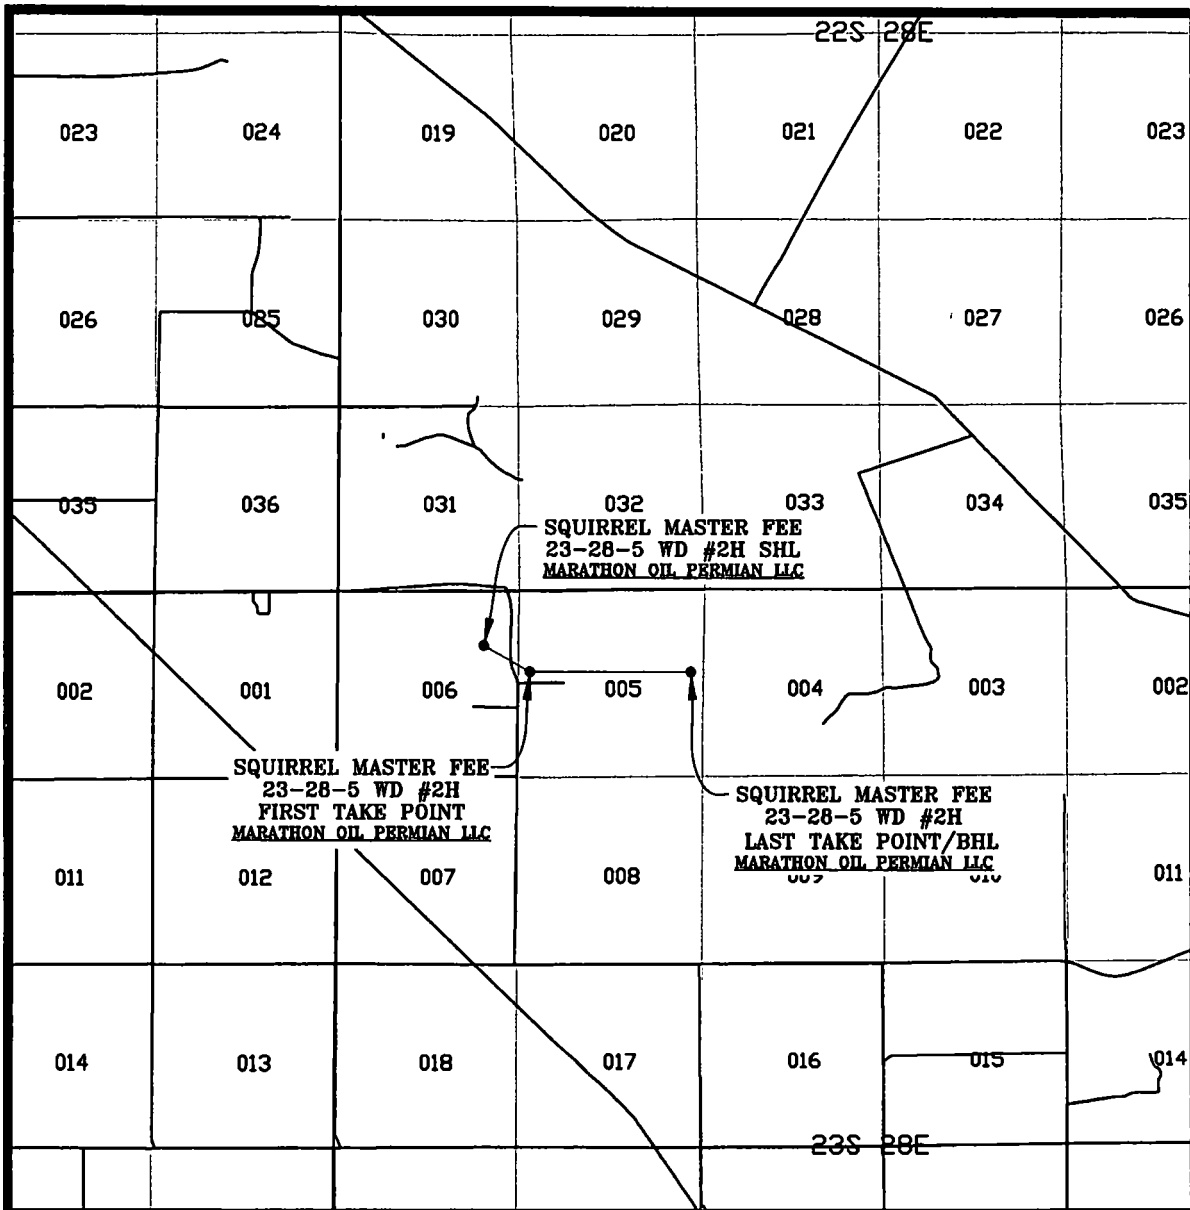 22S 28E
023 024 019 020 021 022 023
026 025 030 029 028 027 026
035 036 031 032 033 034 035
SQUIRREL MASTER FEE
23-28-5 WD #2H SHL
MARATHON OIL PERMIAN LLC
002 001 006 005 004 003 002
SQUIRREL MASTER FEE
23-28-5 WD #2H
FIRST TAKE POINT
MARATHON OIL PERMIAN LLC
SQUIRREL MASTER FEE
23-28-5 WD #2H
LAST TAKE POINT/BHL
MARATHON OIL PERMIAN LLC
011 012 007 008 011
014 013 018 017 016 015 014
23S 28E